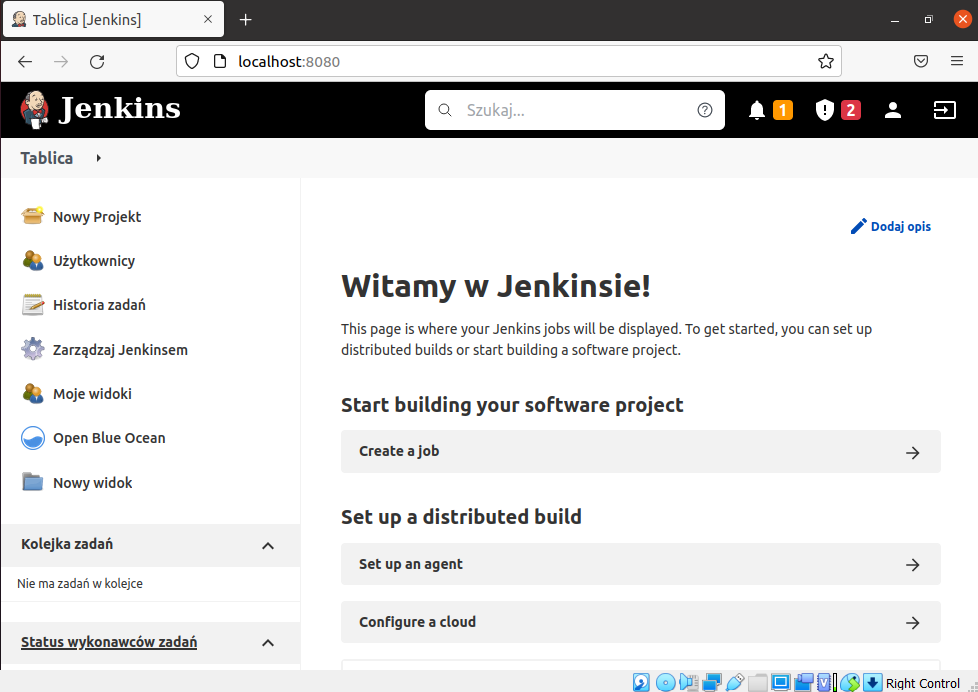 Tablica [Jenkins]
localhost:8080
Jenkins
Szukaj...
1
2
Tablica
Nowy Projekt
Użytkownicy
Historia zadań
Zarządzaj Jenkinsem
Moje widoki
Open Blue Ocean
Nowy widok
Kolejka zadań
Nie ma zadań w kolejce
Status wykonawców zadań
Dodaj opis
Witamy w Jenkinsie!
This page is where your Jenkins jobs will be displayed. To get started, you can set up
distributed builds or start building a software project.
Start building your software project
Create a job
Set up a distributed build
Set up an agent
Configure a cloud
Right Control